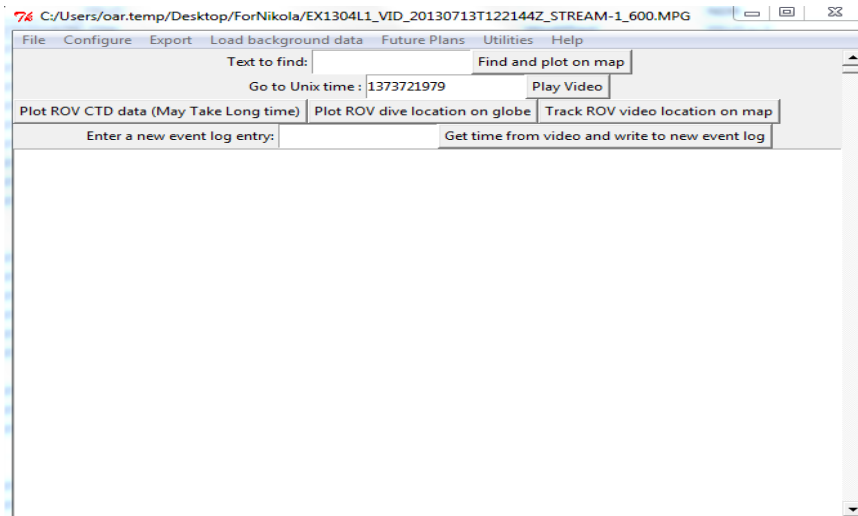 C:/Users/oar.temp/Desktop/ForNikola/EX1304L1_VID_20130713T122144Z_STREAM-1_600.MPG
File Configure Export Load background data Future Plans Utilities Help
Text to find: Find and plot on map
Go to Unix time : 1373721979 Play Video
Plot ROV CTD data (May Take Long time) Plot ROV dive location on globe Track ROV video location on map
Enter a new event log entry: Get time from video and write to new event log